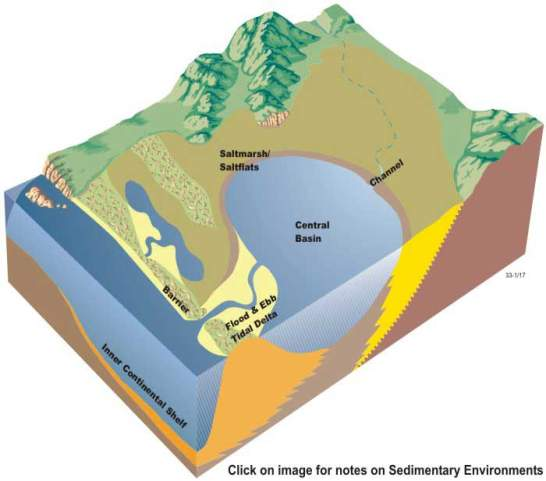 Saltmarsh/
Saltflats
Channel
Central
Basin
33-1/17
Barrier
Flood & Ebb
Tidal Delta
Inner Continental Shelf
Click on image for notes on Sedimentary Environments